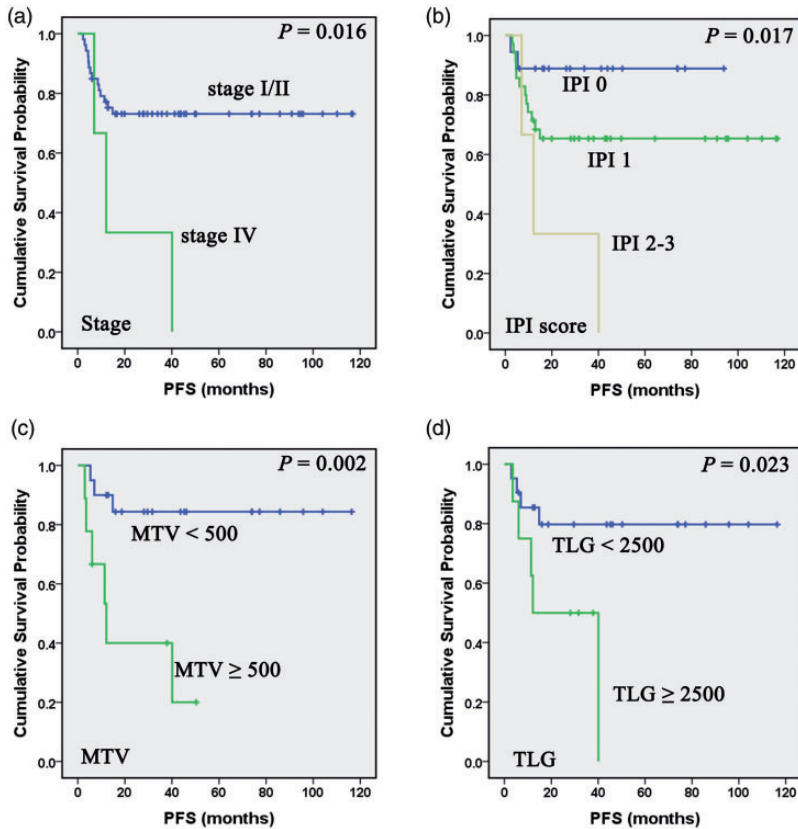 (a)
P = 0.016
1.0
0.8
0.6
0.4
0.2
0.0
stage I/II
stage IV
Stage
0 20 40 60 80 100 120
PFS (months)
Cumulative Survival Probability
(b)
P = 0.017
1.0
0.8
0.6
0.4
0.2
0.0
IPI 0
IPI 1
IPI 2-3
IPI score
0 20 40 60 80 100 120
PFS (months)
Cumulative Survival Probability
(c)
P = 0.002
1.0
0.8
0.6
0.4
0.2
0.0
MTV < 500
MTV ≥ 500
MTV
0 20 40 60 80 100 120
PFS (months)
Cumulative Survival Probability
(d)
P = 0.023
1.0
0.8
0.6
0.4
0.2
0.0
TLG < 2500
TLG ≥ 2500
TLG
0 20 40 60 80 100 120
PFS (months)
Cumulative Survival Probability